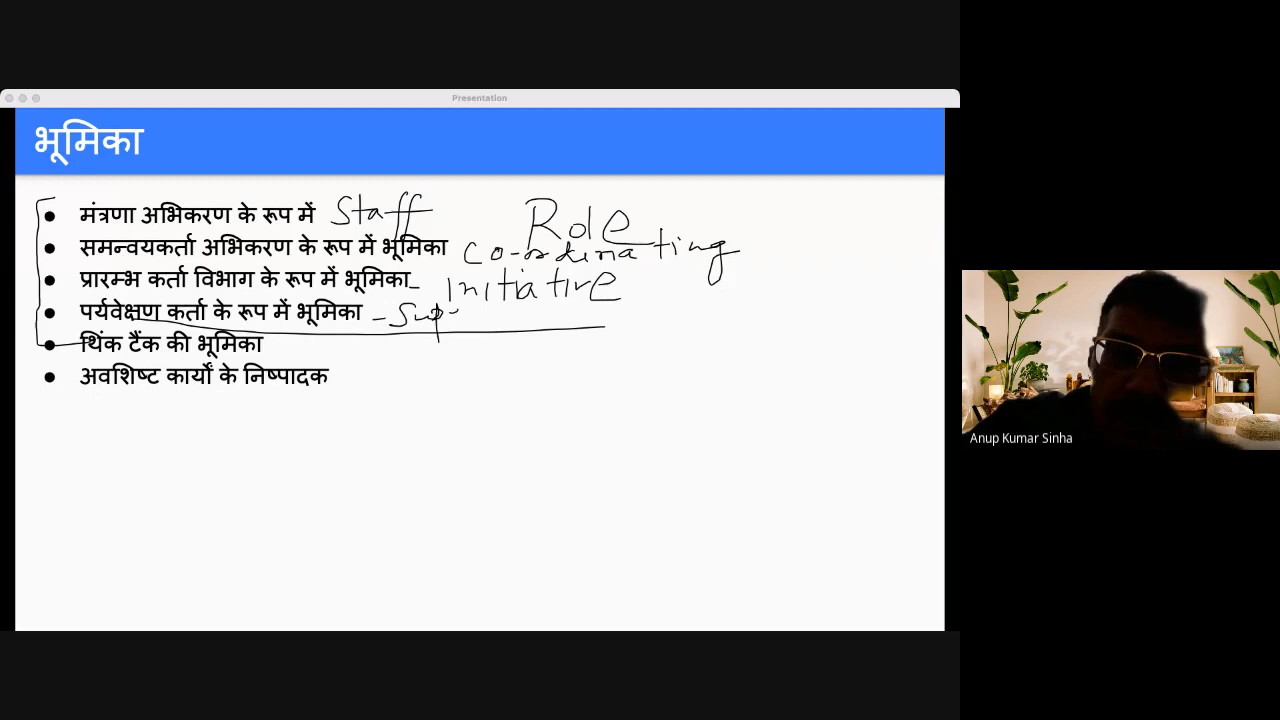 Presentation
भूमिका
● मंत्रणा अभिकरण के रूप में Staff
Role
● समन्वयकर्ता अभिकरण के रूप में भूमिका Co-ordinating
● प्रारम्भ कर्ता विभाग के रूप में भूमिका_ Initiative
● पर्यवेक्षण कर्ता के रूप में भूमिका - Sup-
● थिंक टैंक की भूमिका
● अवशिष्ट कार्यों के निष्पादक
Anup Kumar Sinha